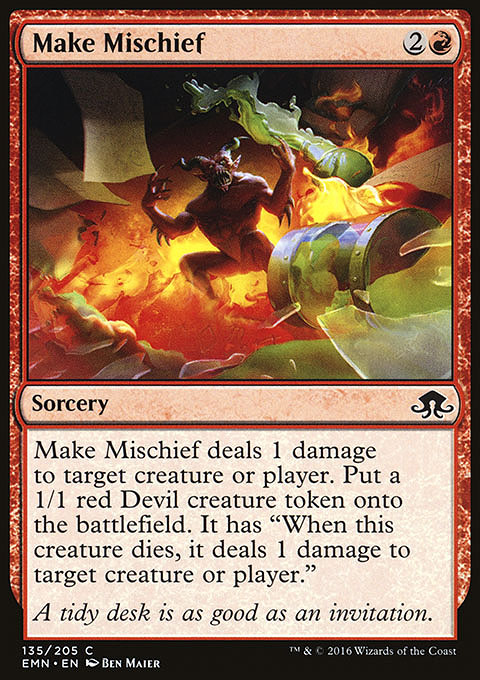 Make Mischief 2
Sorcery
Make Mischief deals 1 damage
to target creature or player. Put a
1/1 red Devil creature token onto
the battlefield. It has “When this
creature dies, it deals 1 damage to
target creature or player.”
A tidy desk is as good as an invitation.
135/205 C
EMN • EN Ben Maier
™ & © 2016 Wizards of the Coast